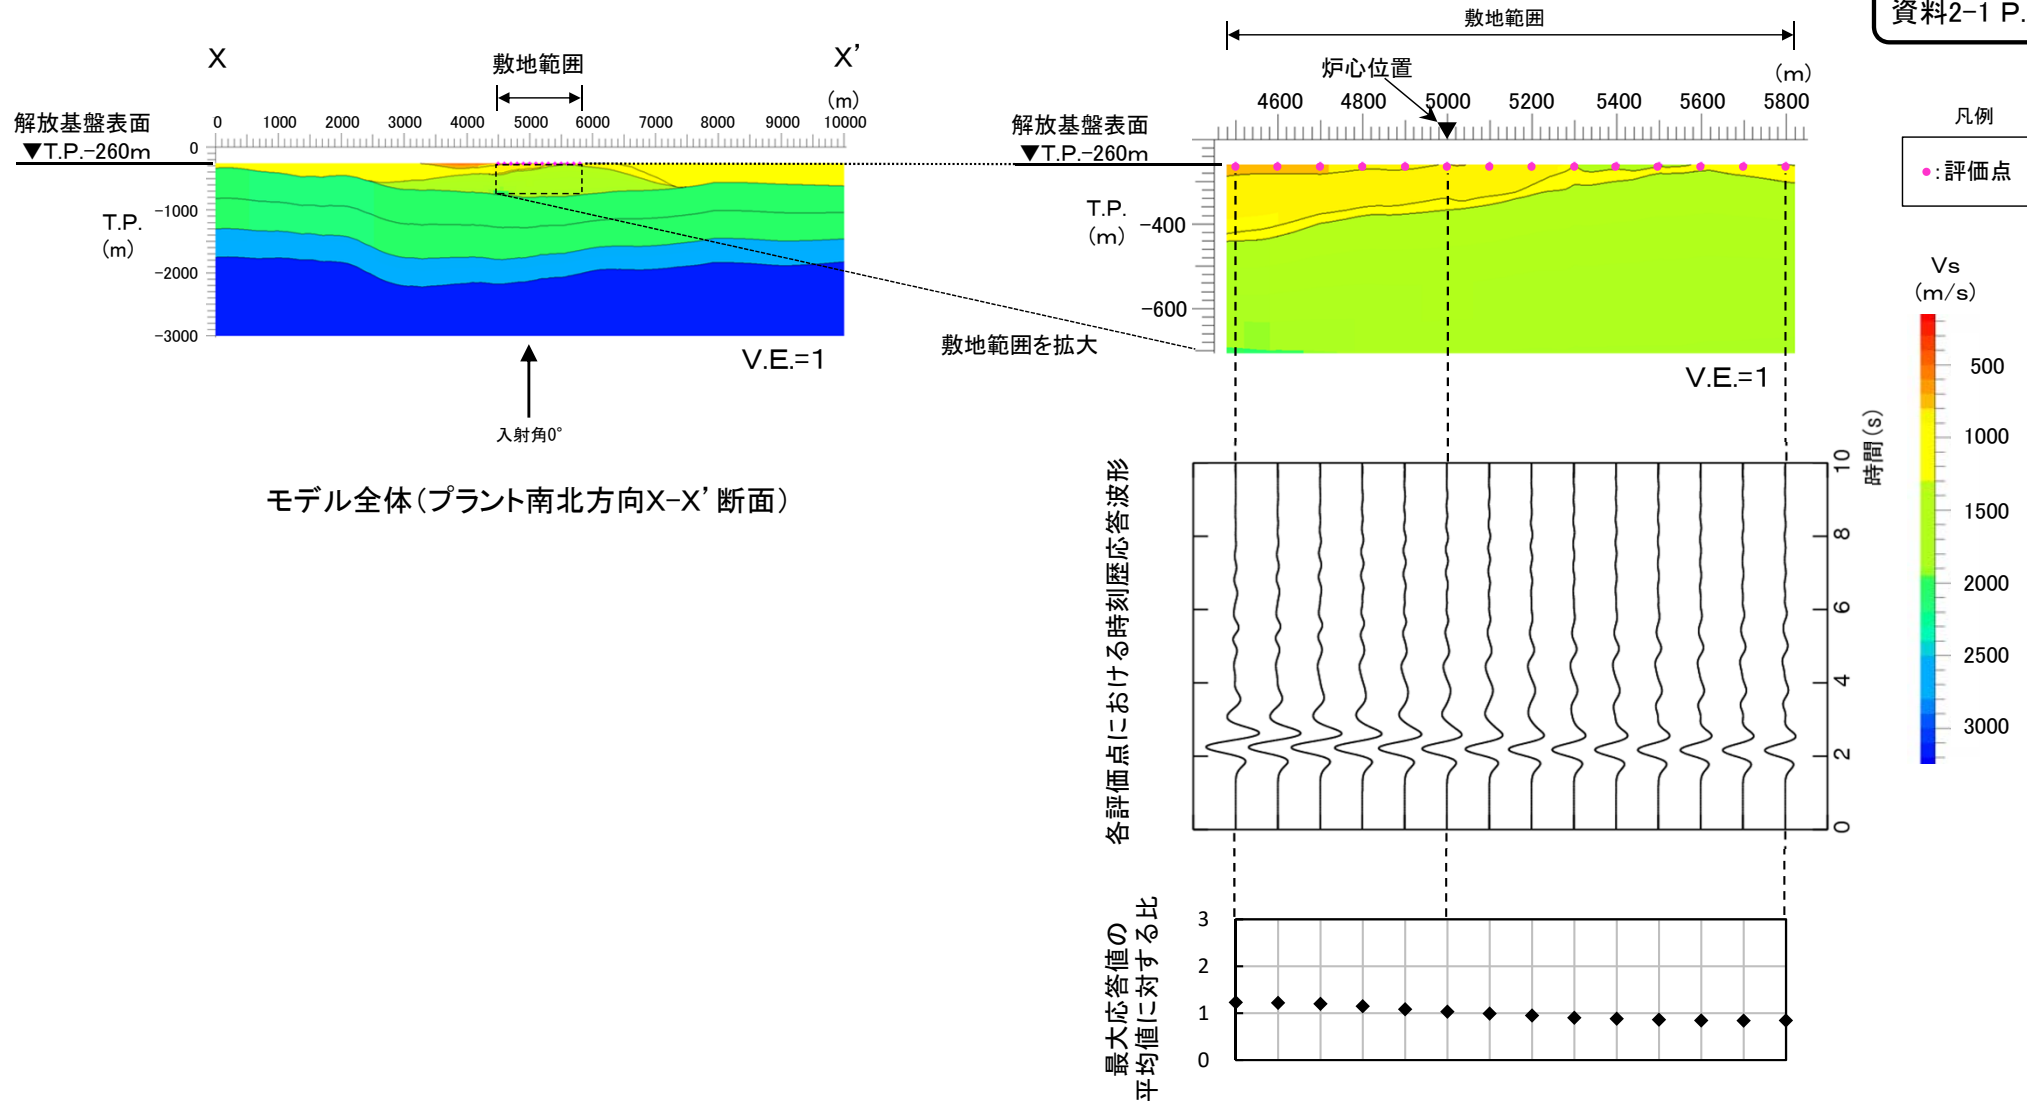 資料2-1 P.
X
X’
敷地範囲
(m)
解放基盤表面
▼T.P.-260m
0 1000 2000 3000 4000 5000 6000 7000 8000 9000 10000
0
-1000
-2000
-3000
T.P.
(m)
V.E.=1
入射角0°
モデル全体(プラント南北方向X-X’断面)
敷地範囲
炉心位置
(m)
4600 4800 5000 5200 5400 5600 5800
解放基盤表面
▼T.P.-260m
T.P.
(m)
-400
-600
敷地範囲を拡大
V.E.=1
凡例
●:評価点
Vs
(m/s)
500
1000
1500
2000
2500
3000
各評価点における時刻歴応答波形
時間(s)
10
8
6
4
2
0
最大応答値の
平均値に対する比
3
2
1
0